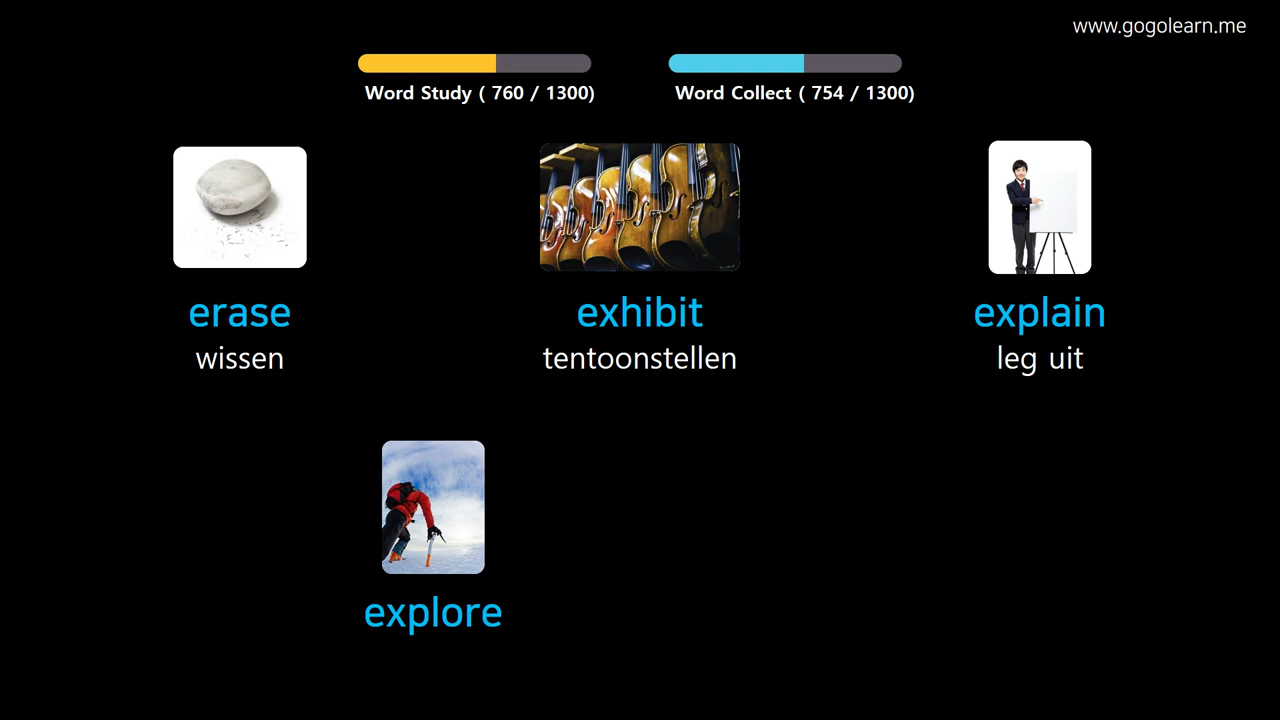 www.gogolearn.me
Word Study ( 760 / 1300)
Word Collect ( 754 / 1300)
erase
wissen
exhibit
tentoonstellen
explain
leg uit
explore